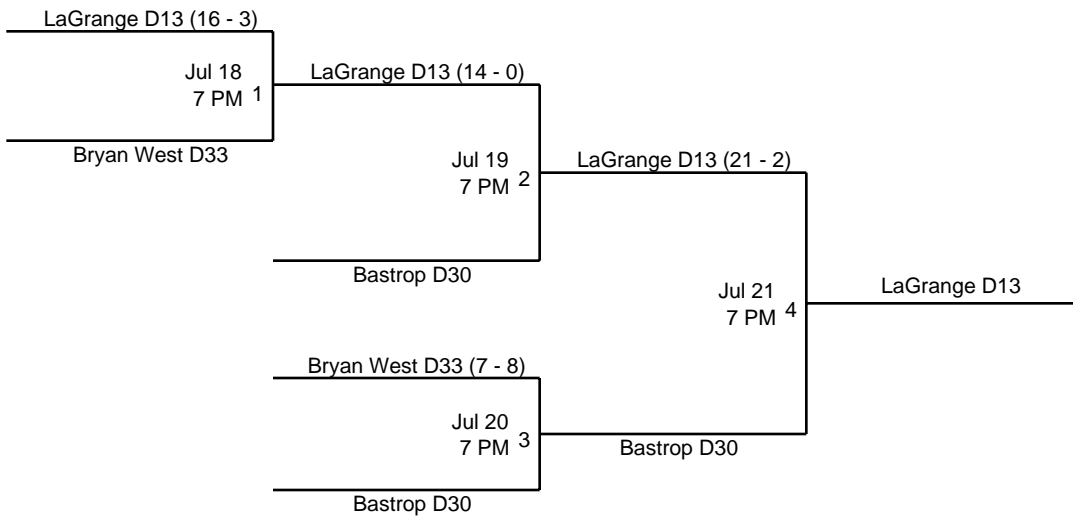 LaGrange D13 (16 - 3)
Jul 18
7 PM 1
Bryan West D33
LaGrange D13 (14 - 0)
Jul 19
7 PM 2
Bastrop D30
LaGrange D13 (21 - 2)
Jul 21
7 PM 4
LaGrange D13
Bryan West D33 (7 - 8)
Jul 20
7 PM 3
Bastrop D30
Bastrop D30